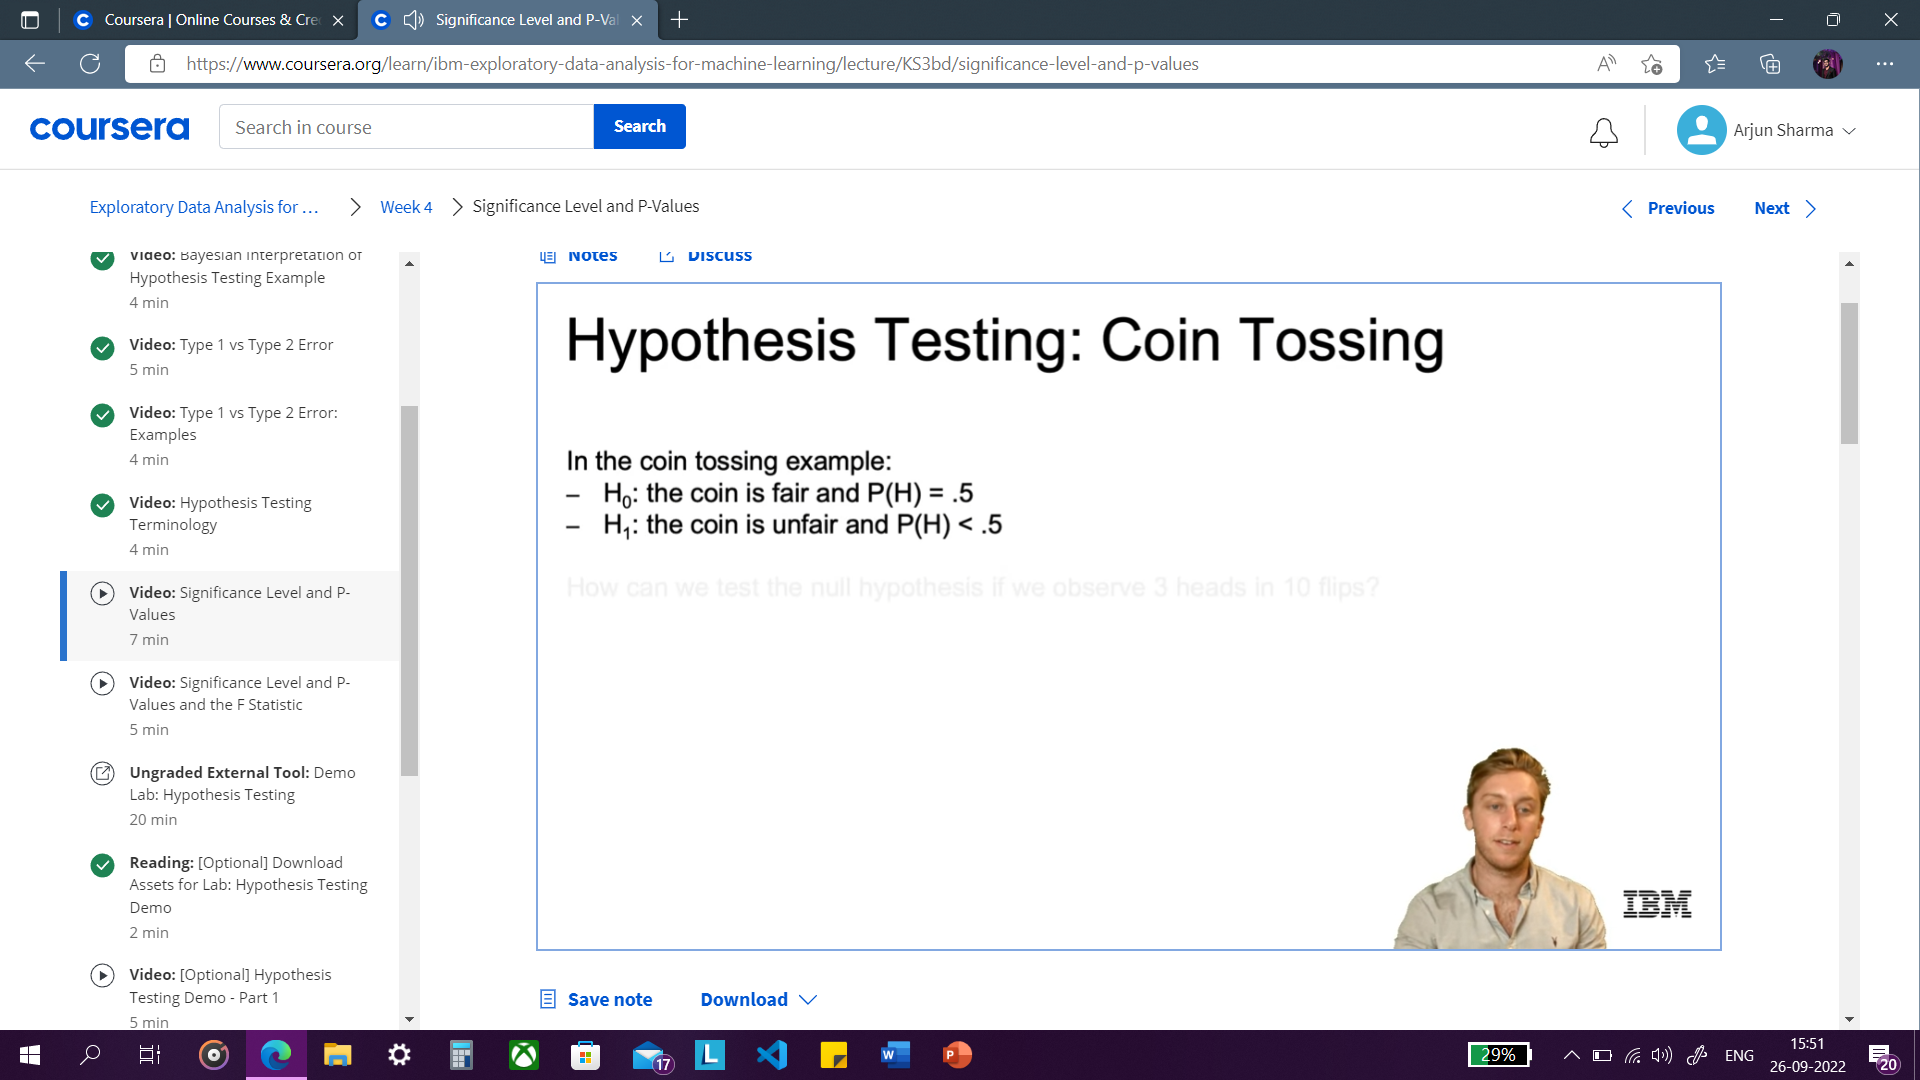 Coursera | Online Courses & Cre
Significance Level and P-Val
https://www.coursera.org/learn/ibm-exploratory-data-analysis-for-machine-learning/lecture/KS3bd/significance-level-and-p-values
coursera
Search in course
Search
Arjun Sharma
Exploratory Data Analysis for ...
Week 4
Significance Level and P-Values
Previous
Next
Video: Bayesian Interpretation of
Hypothesis Testing Example
4 min
Video: Type 1 vs Type 2 Error
5 min
Video: Type 1 vs Type 2 Error:
Examples
4 min
Video: Hypothesis Testing
Terminology
4 min
Video: Significance Level and P-
Values
7 min
Video: Significance Level and P-
Values and the F Statistic
5 min
Ungraded External Tool: Demo
Lab: Hypothesis Testing
20 min
Reading: [Optional] Download
Assets for Lab: Hypothesis Testing
Demo
2 min
Video: [Optional] Hypothesis
Testing Demo - Part 1
5 min
Notes
Discuss
Hypothesis Testing: Coin Tossing
In the coin tossing example:
– H₀: the coin is fair and P(H) = .5
– H₁: the coin is unfair and P(H) < .5
How can we test the null hypothesis if we observe 3 heads in 10 flips?
IBM
Save note
Download
17
L
W
P
29%
ENG
15:51
26-09-2022
20